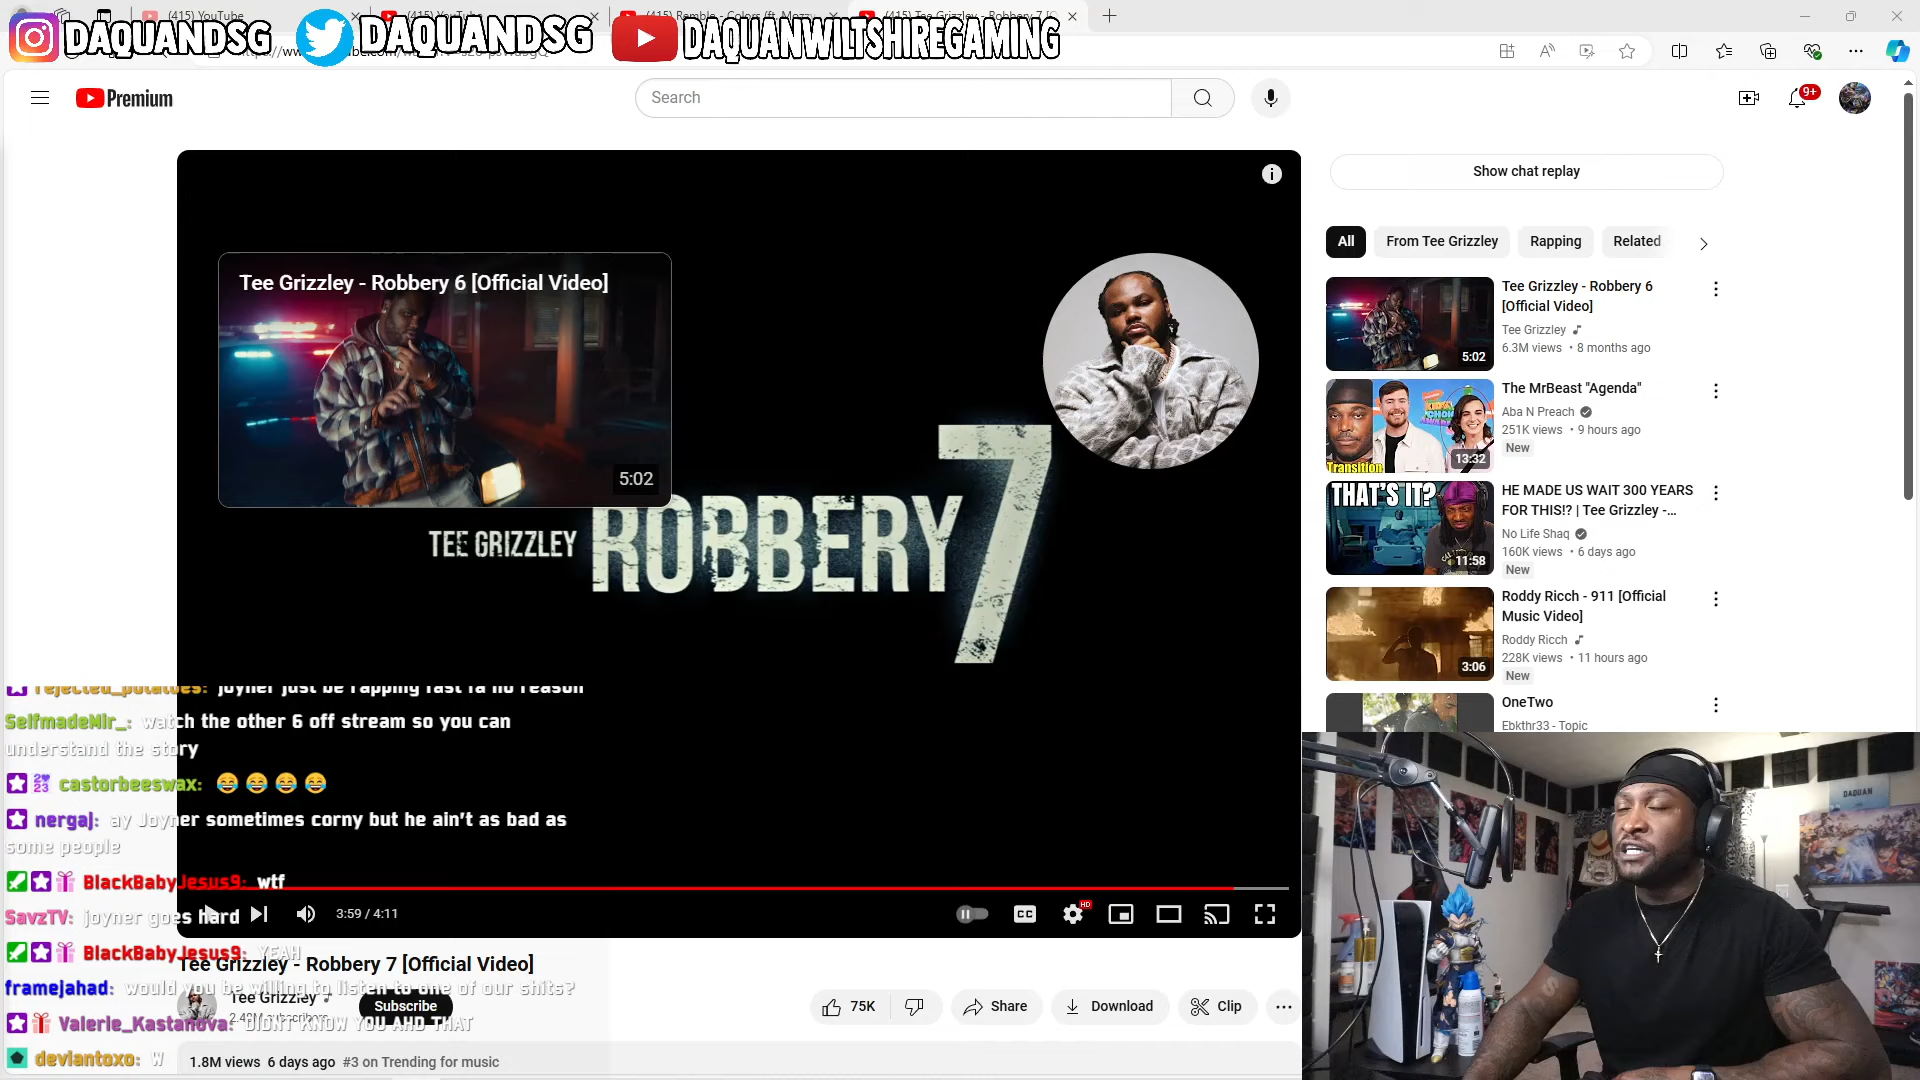 (415) YouTube
DAQUANDSG
DAQUANDSG
DAQUANWILTSHIREGAMING
Premium
Search
9+
Show chat replay
All
From Tee Grizzley
Rapping
Related
Tee Grizzley - Robbery 6 [Official Video]
5:02
TEE GRIZZLEY ROBBERY 7
Tee Grizzley - Robbery 6
[Official Video]
Tee Grizzley
6.3M views • 8 months ago
5:02
The MrBeast "Agenda"
Aba N Preach
251K views • 9 hours ago
New
Transition
13:32
THAT'S IT?
HE MADE US WAIT 300 YEARS
FOR THIS!? | Tee Grizzley -...
No Life Shaq
160K views • 6 days ago
New
11:58
Roddy Ricch - 911 [Official
Music Video]
Roddy Ricch
228K views • 11 hours ago
New
3:06
OneTwo
Ebkthr33 - Topic
rejected_potatoes: joyner just be rapping fast fa no reason
SelfmadeMir_: watch the other 6 off stream so you can
understand the story
castorbeeswax: 😂 😂 😂 😂
nergaj: ay Joyner sometimes corny but he ain't as bad as
some people
BlackBabyJesus9: wtf
SavzTV: joyner goes hard
3:59 / 4:11
CC
HD
BlackBabyJesus9: YEAH
Tee Grizzley - Robbery 7 [Official Video]
framejahad: would you be willing to listen to one of our shits?
Tee Grizzley
Subscribe
75K
Share
Download
Clip
Valerie_Kastanova: DIDNT KNOW YOU AND THAT
deviantoxo: W
1.8M views 6 days ago #3 on Trending for music
DAQUAN